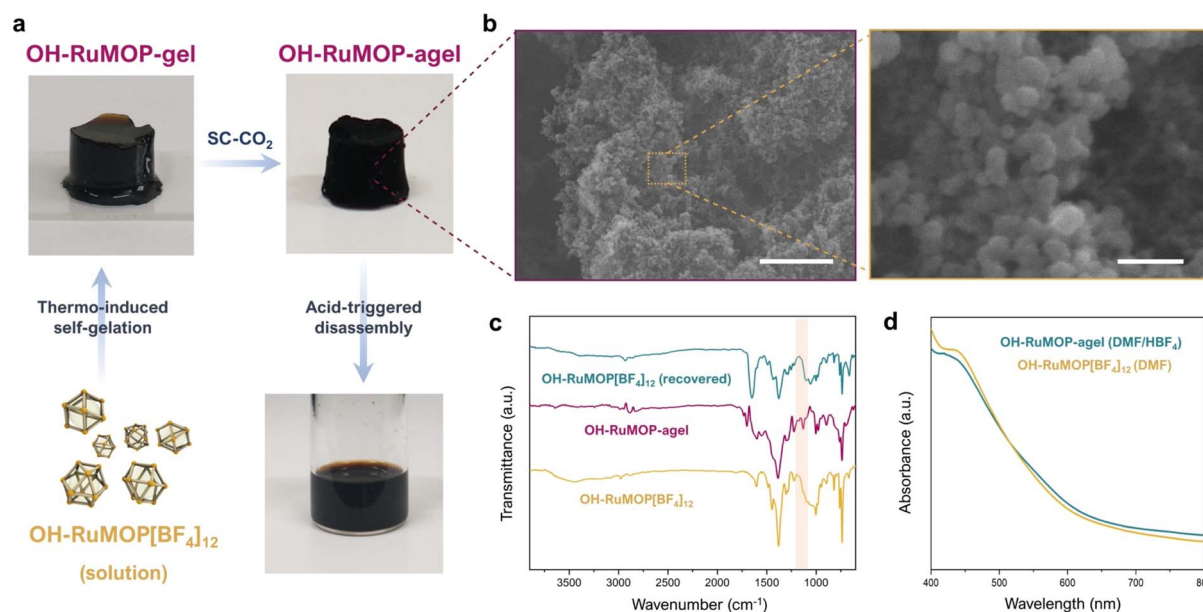 a
OH-RuMOP-gel
OH-RuMOP-agel
SC-CO₂
Thermo-induced
self-gelation
Acid-triggered
disassembly
OH-RuMOP[BF₄]₁₂
(solution)
b
c
OH-RuMOP[BF₄]₁₂ (recovered)
OH-RuMOP-agel
OH-RuMOP[BF₄]₁₂
Transmittance (a.u.)
3500 3000 2500 2000 1500 1000
Wavenumber (cm⁻¹)
d
OH-RuMOP-agel (DMF/HBF₄)
OH-RuMOP[BF₄]₁₂ (DMF)
Absorbance (a.u.)
400 500 600 700
Wavelength (nm)